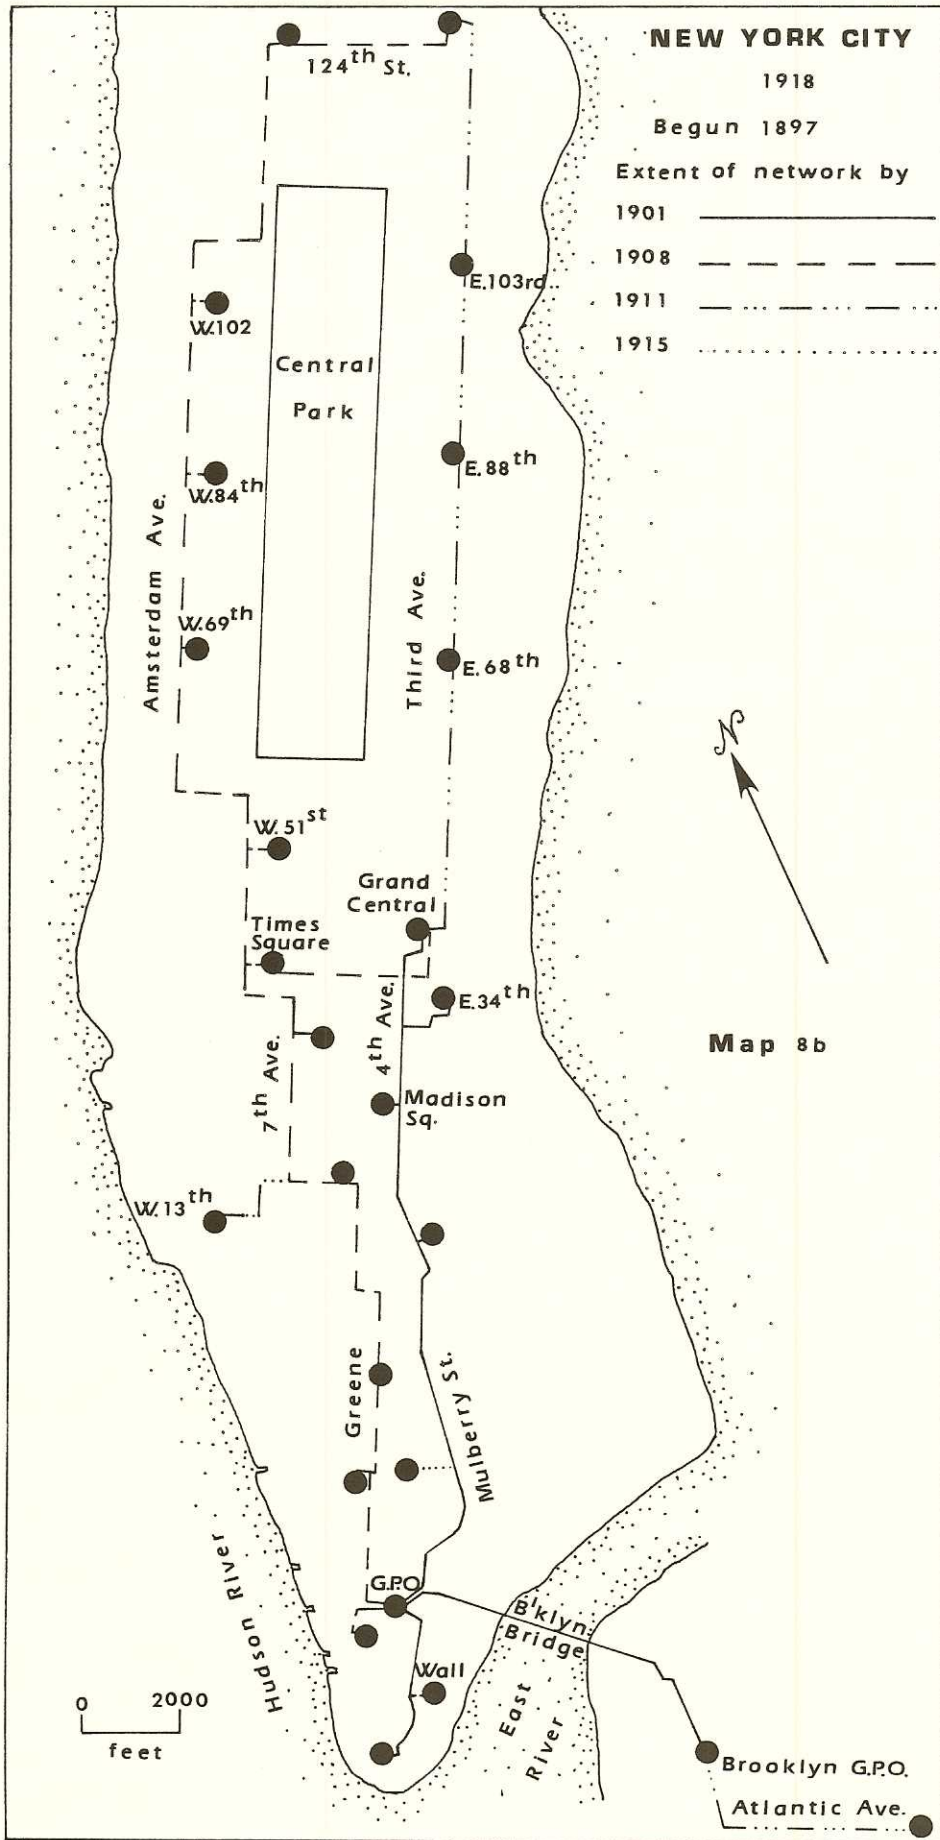 NEW YORK CITY
1918
Begun 1897
Extent of network by
1901
1908
1911
1915
124th St.
E.103rd..
W.102
Central
Park
E.88th
W.84th
Amsterdam Ave.
Third Ave.
W.69th
E.68th
N
W.51st
Grand
Central
Times
Square
4th Ave.
E.34th
7th Ave.
Map 8b
Madison
Sq.
W.13th
Greene
Mulberry St.
Hudson River
G.P.O.
B'klyn.
Bridge
Wall
East
River
0 2000
feet
Brooklyn G.P.O.
Atlantic Ave.